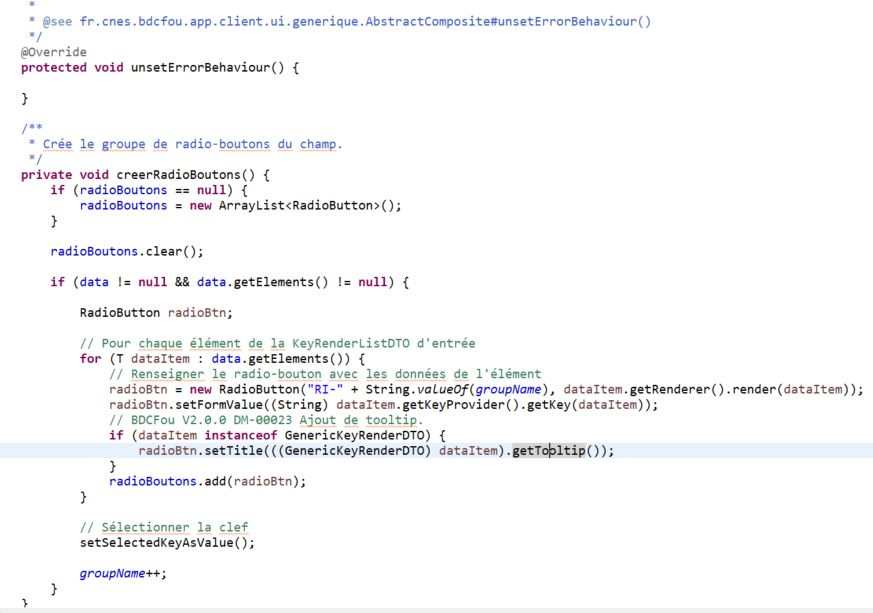 *
* @see fr.cnes.bdcfou.app.client.ui.generique.AbstractComposite#unsetErrorBehaviour()
*/
@Override
protected void unsetErrorBehaviour() {
}
/**
* Crée le groupe de radio-boutons du champ.
*/
private void creerRadioBoutons() {
if (radioBoutons == null) {
radioBoutons = new ArrayList<RadioButton>();
}
radioBoutons.clear();
if (data != null && data.getElements() != null) {
RadioButton radioBtn;
// Pour chaque élément de la KeyRenderListDTO d'entrée
for (T dataItem : data.getElements()) {
// Renseigner le radio-bouton avec les données de l'élément
radioBtn = new RadioButton("RI-" + String.valueOf(groupName), dataItem.getRenderer().render(dataItem));
radioBtn.setFormValue((String) dataItem.getKeyProvider().getKey(dataItem));
// BDCFou V2.0.0 DM-00023 Ajout de tooltip.
if (dataItem instanceof GenericKeyRenderDTO) {
radioBtn.setTitle(((GenericKeyRenderDTO) dataItem).getTooltip());
}
radioBoutons.add(radioBtn);
}
// Sélectionner la clef
setSelectedKeyAsValue();
groupName++;
}
}